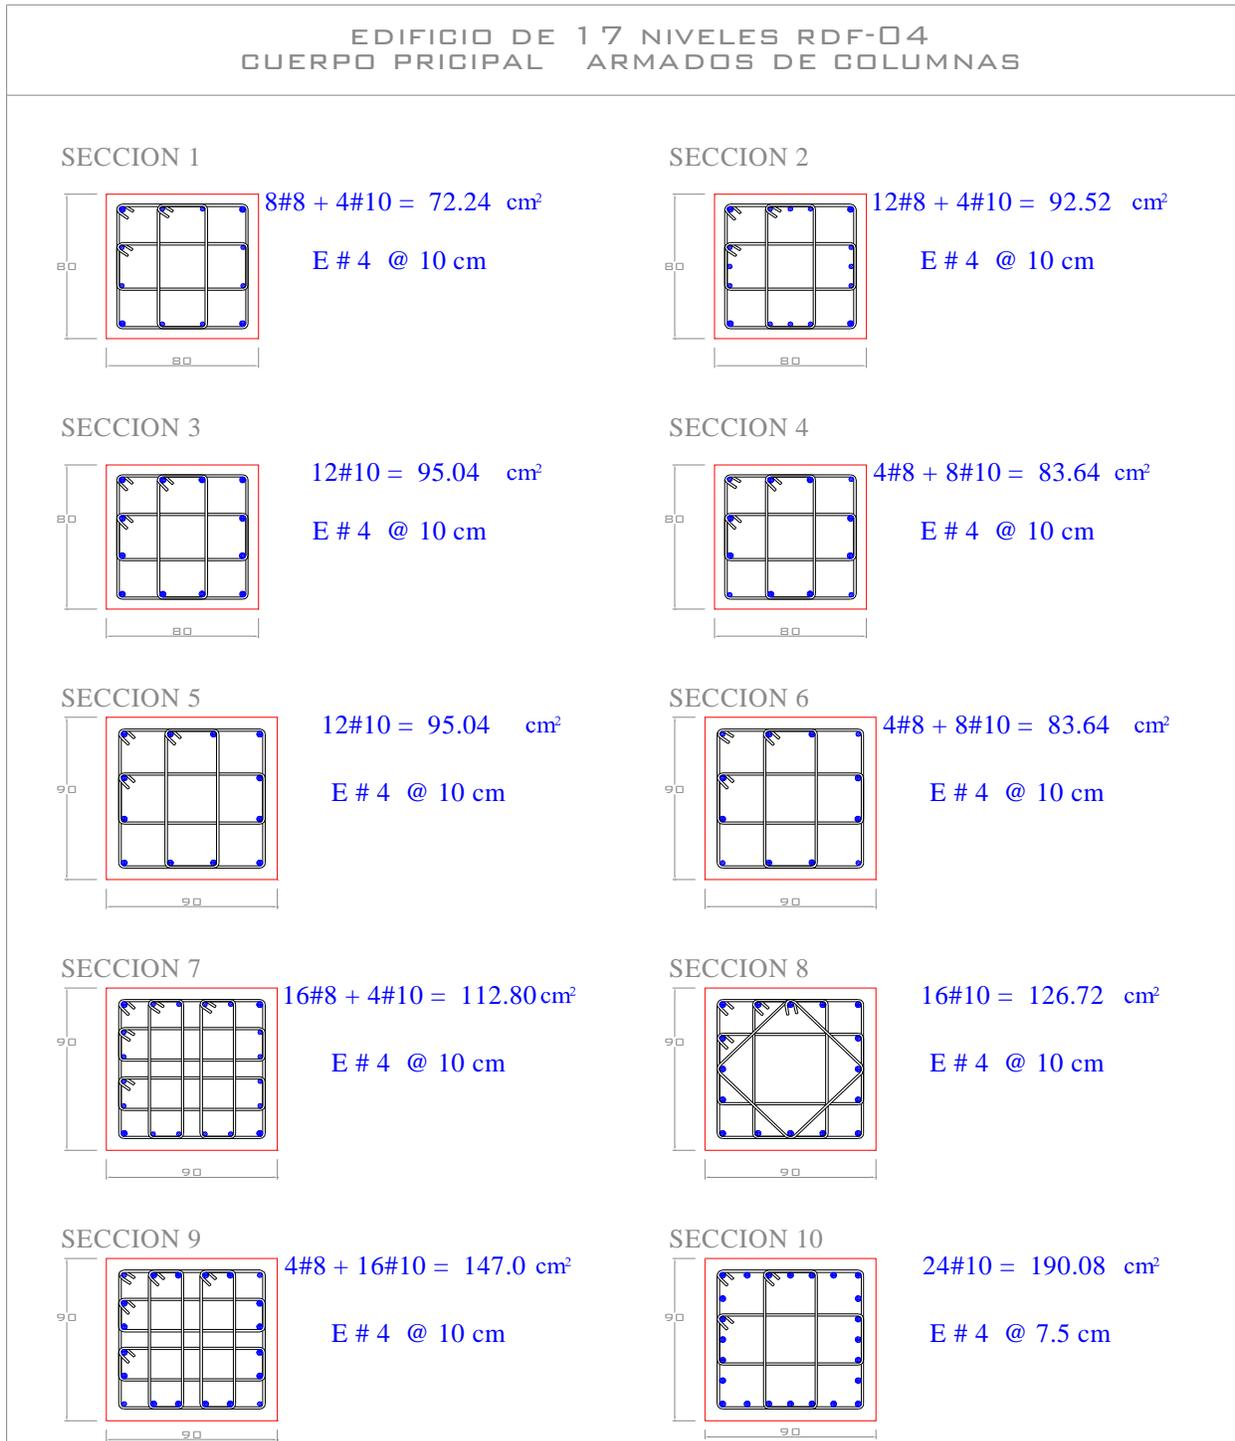 EDIFICIO DE 17 NIVELES RDF-04
CUERPO PRICIPAL ARMADOS DE COLUMNAS
SECCION 1
8#8 + 4#10 = 72.24 cm²
E # 4 @ 10 cm
80
80
SECCION 2
12#8 + 4#10 = 92.52 cm²
E # 4 @ 10 cm
80
80
SECCION 3
12#10 = 95.04 cm²
E # 4 @ 10 cm
80
80
SECCION 4
4#8 + 8#10 = 83.64 cm²
E # 4 @ 10 cm
80
80
SECCION 5
12#10 = 95.04 cm²
E # 4 @ 10 cm
90
90
SECCION 6
4#8 + 8#10 = 83.64 cm²
E # 4 @ 10 cm
90
90
SECCION 7
16#8 + 4#10 = 112.80 cm²
E # 4 @ 10 cm
90
90
SECCION 8
16#10 = 126.72 cm²
E # 4 @ 10 cm
90
90
SECCION 9
4#8 + 16#10 = 147.0 cm²
E # 4 @ 10 cm
90
90
SECCION 10
24#10 = 190.08 cm²
E # 4 @ 7.5 cm
90
90